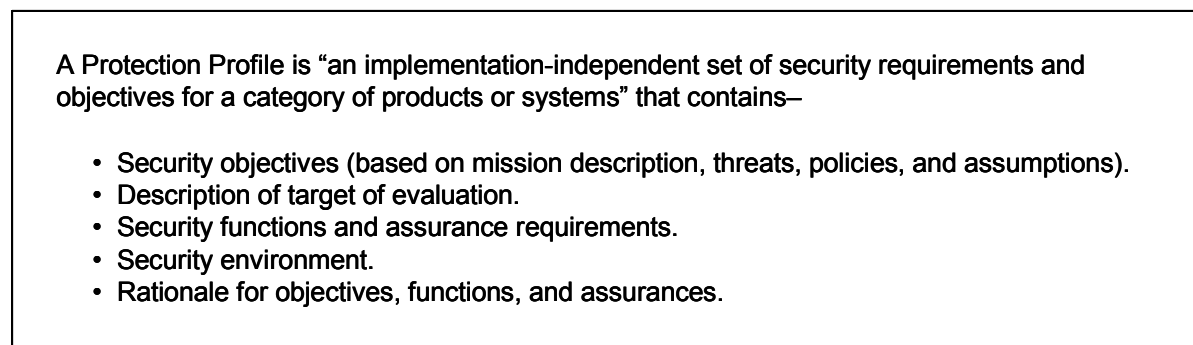 A Protection Profile is “an implementation-independent set of security requirements and
objectives for a category of products or systems” that contains–
• Security objectives (based on mission description, threats, policies, and assumptions).
• Description of target of evaluation.
• Security functions and assurance requirements.
• Security environment.
• Rationale for objectives, functions, and assurances.